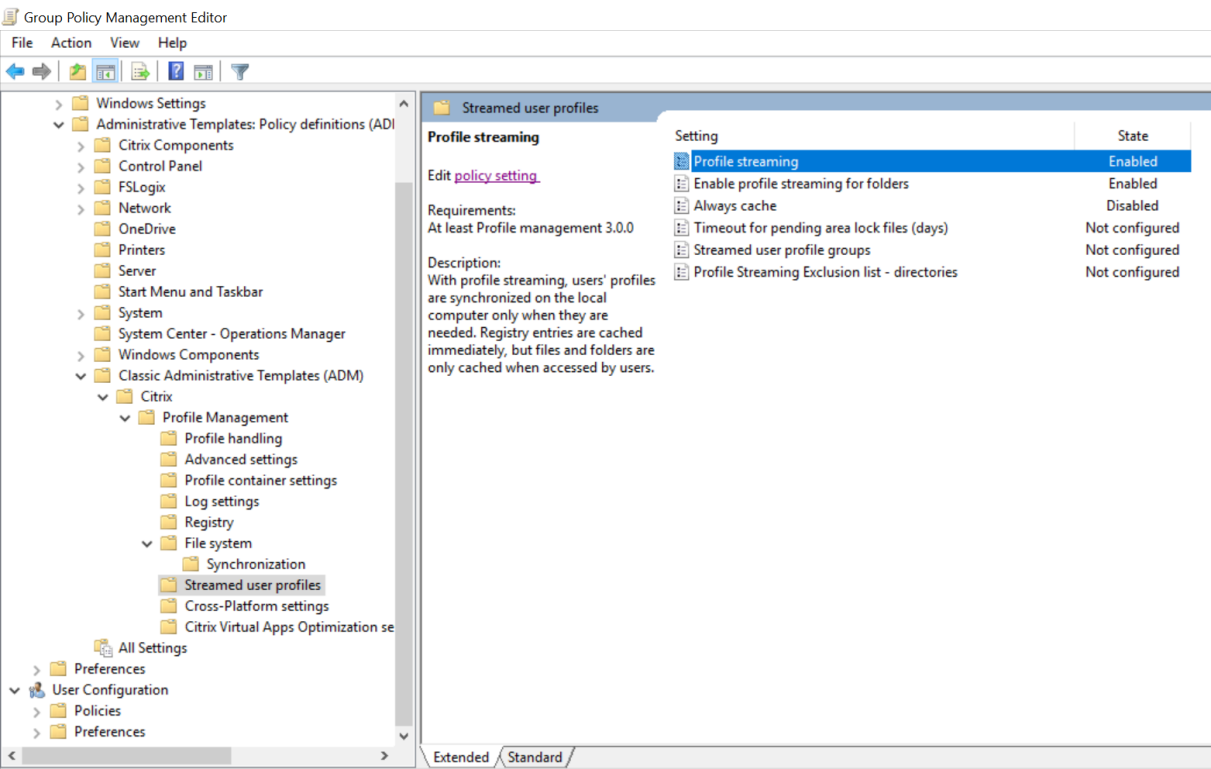 Group Policy Management Editor
File Action View Help
Windows Settings
Administrative Templates: Policy definitions (ADI
Citrix Components
Control Panel
FSLogix
Network
OneDrive
Printers
Server
Start Menu and Taskbar
System
System Center - Operations Manager
Windows Components
Classic Administrative Templates (ADM)
Citrix
Profile Management
Profile handling
Advanced settings
Profile container settings
Log settings
Registry
File system
Synchronization
Streamed user profiles
Cross-Platform settings
Citrix Virtual Apps Optimization se
All Settings
Preferences
User Configuration
Policies
Preferences
Streamed user profiles
Profile streaming
Edit policy setting
Requirements:
At least Profile management 3.0.0
Description:
With profile streaming, users' profiles
are synchronized on the local
computer only when they are
needed. Registry entries are cached
immediately, but files and folders are
only cached when accessed by users.
Setting State
Profile streaming Enabled
Enable profile streaming for folders Enabled
Always cache Disabled
Timeout for pending area lock files (days) Not configured
Streamed user profile groups Not configured
Profile Streaming Exclusion list - directories Not configured
Extended Standard